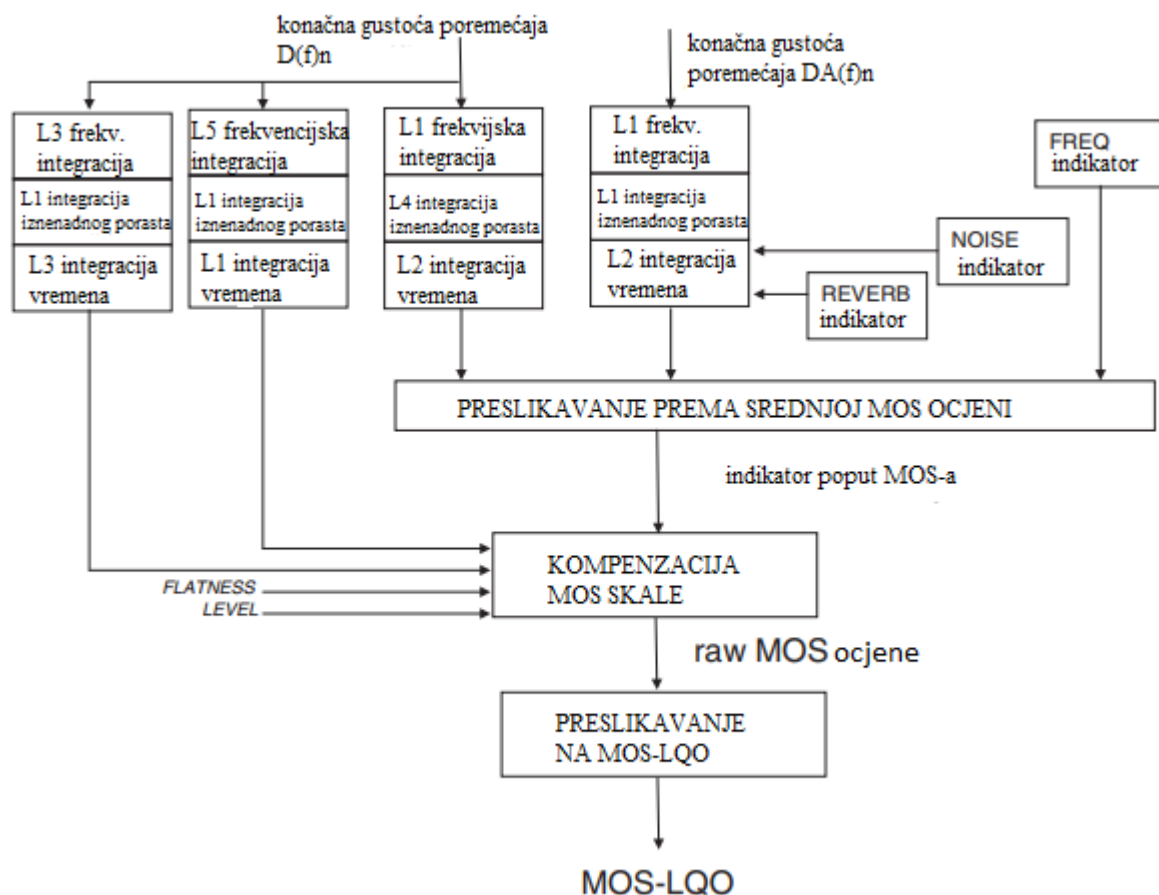 konačna gustoća poremećaja
D(f)n
konačna gustoća
poremećaja DA(f)n
L3 frekv.
integracija
L1 integracija
iznenadnog porasta
L3 integracija
vremena
L5 frekvencijska
integracija
L1 integracija
iznenadnog porasta
L1 integracija
vremena
L1 frekvijska
integracija
L4 integracija
iznenadnog porasta
L2 integracija
vremena
L1 frekv.
integracija
L1 integracija
iznenadnog porasta
L2 integracija
vremena
FREQ
indikator
NOISE
indikator
REVERB
indikator
PRESLIKAVANJE PREMA SREDNJOJ MOS OCJENI
indikator poput MOS-a
KOMPENZACIJA
MOS SKALE
FLATNESS
LEVEL
raw MOS ocjene
PRESLIKAVANJE
NA MOS-LQO
MOS-LQO